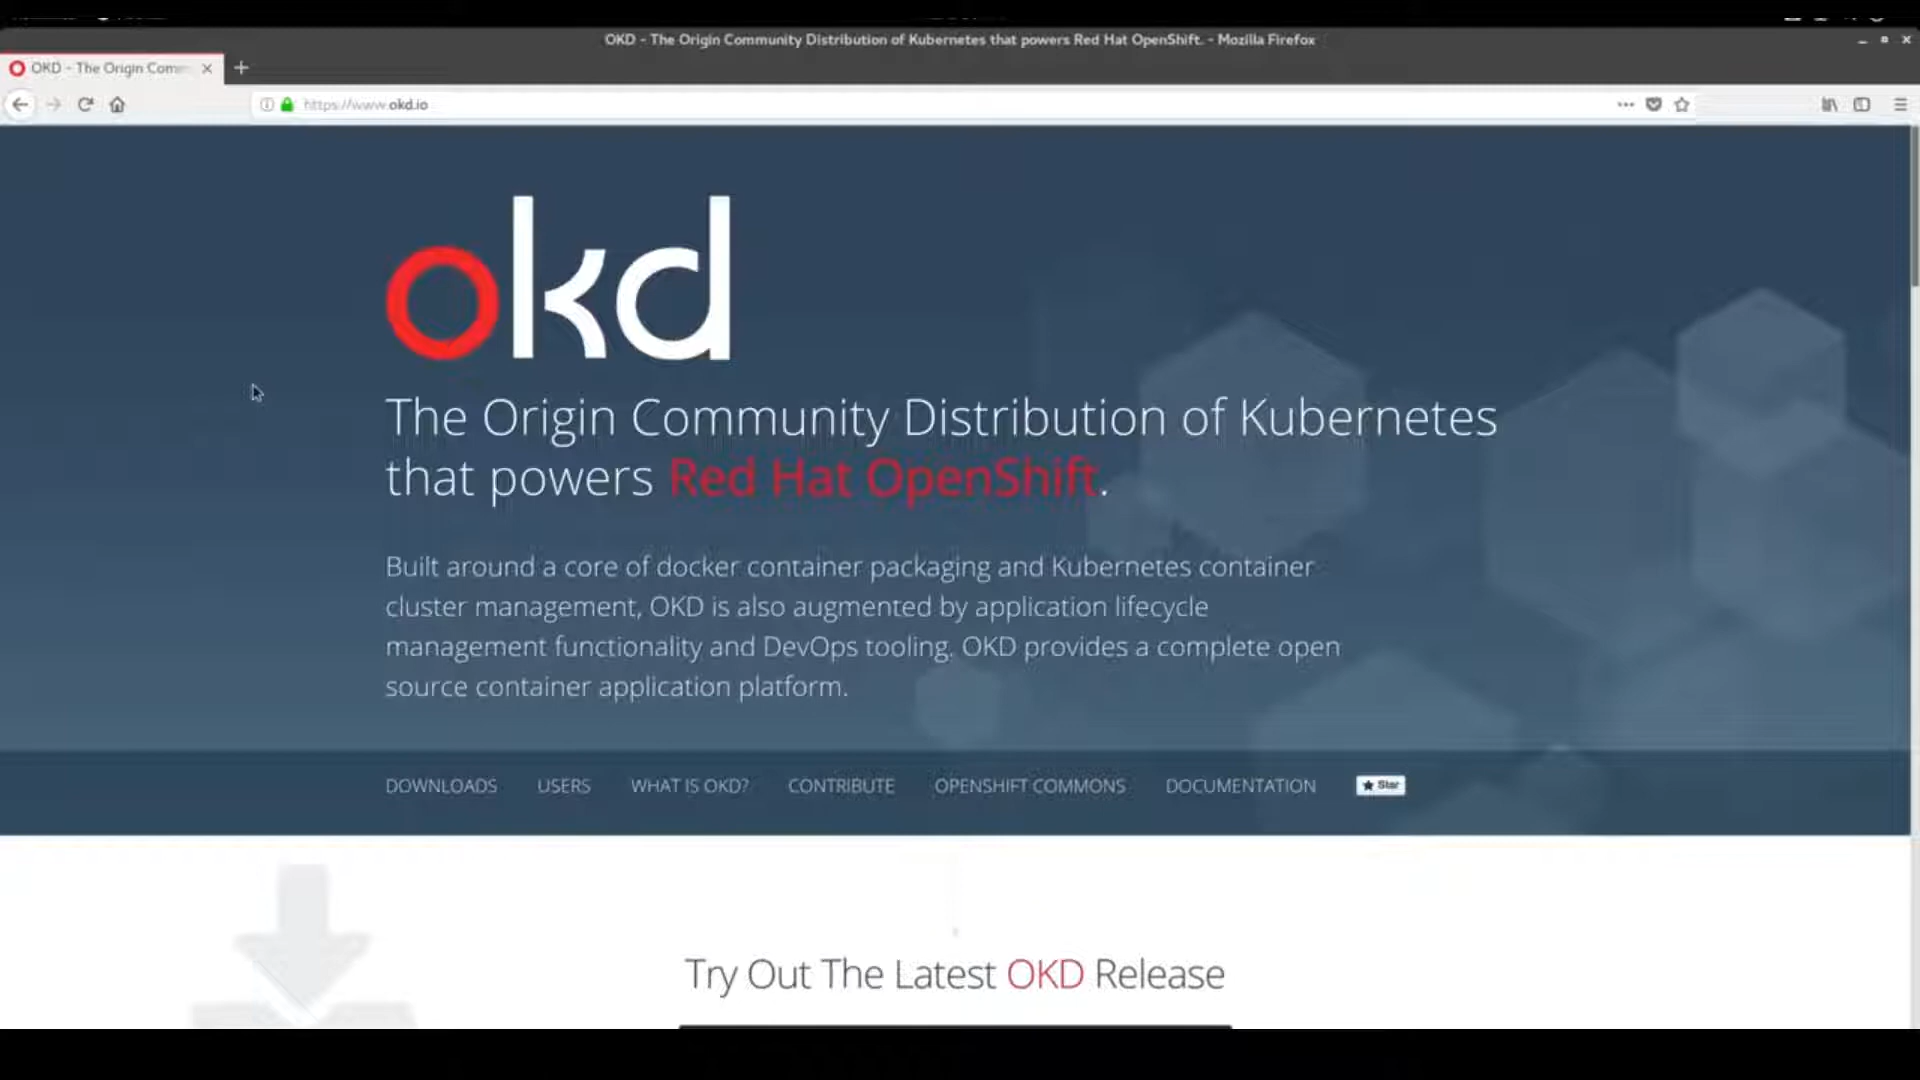 OKD - The Origin Community Distribution of Kubernetes that powers Red Hat OpenShift. - Mozilla Firefox
OKD - The Origin Com
https://www.okd.io
okd
The Origin Community Distribution of Kubernetes
that powers Red Hat OpenShift.
Built around a core of docker container packaging and Kubernetes container
cluster management, OKD is also augmented by application lifecycle
management functionality and DevOps tooling. OKD provides a complete open
source container application platform.
DOWNLOADS USERS WHAT IS OKD? CONTRIBUTE OPENSHIFT COMMONS DOCUMENTATION Star
Try Out The Latest OKD Release